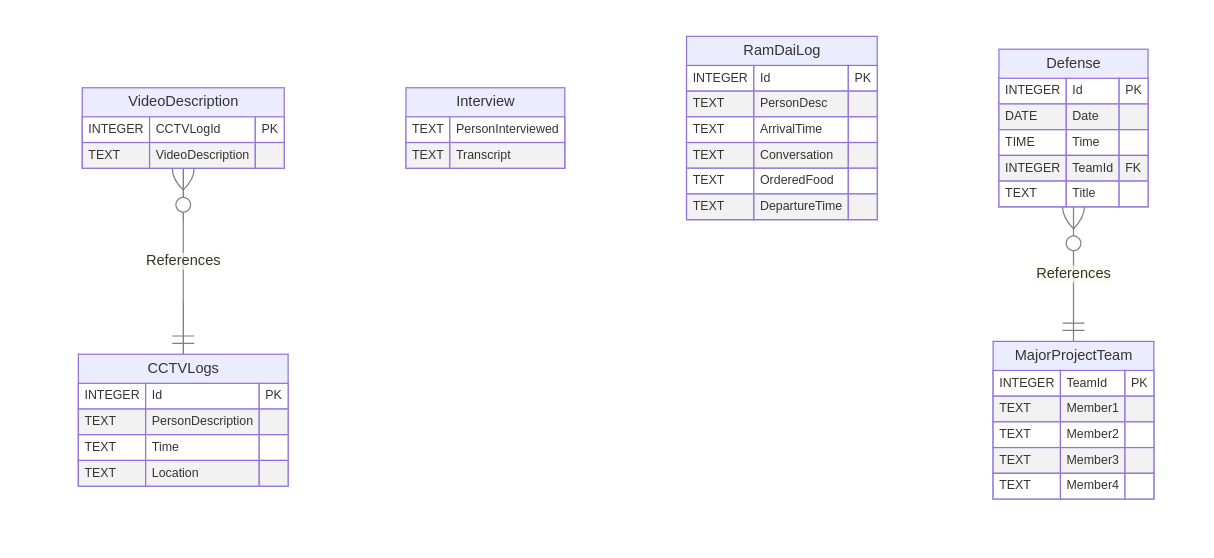 VideoDescription
INTEGER CCTVLogId PK
TEXT VideoDescription
References
CCTVLogs
INTEGER Id PK
TEXT PersonDescription
TEXT Time
TEXT Location
Interview
TEXT PersonInterviewed
TEXT Transcript
RamDaiLog
INTEGER Id PK
TEXT PersonDesc
TEXT ArrivalTime
TEXT Conversation
TEXT OrderedFood
TEXT DepartureTime
Defense
INTEGER Id PK
DATE Date
TIME Time
INTEGER TeamId FK
TEXT Title
References
MajorProjectTeam
INTEGER TeamId PK
TEXT Member1
TEXT Member2
TEXT Member3
TEXT Member4